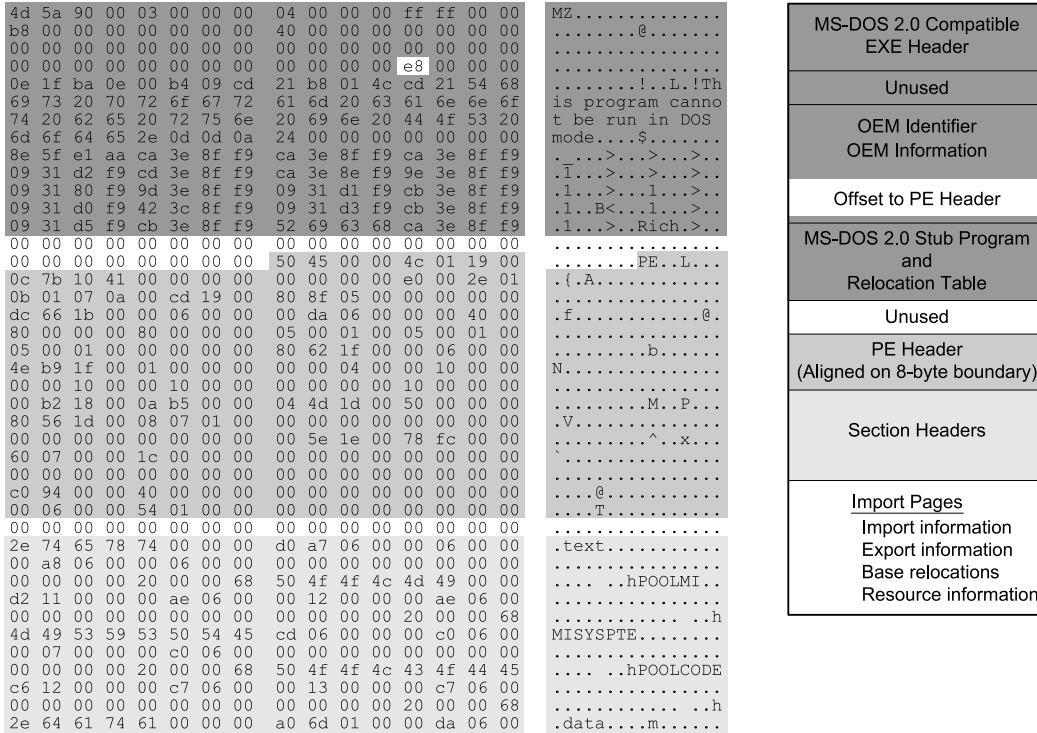 4d 5a 90 00 03 00 00 00 04 00 00 00 ff ff 00 00 MZ..............
b8 00 00 00 00 00 00 00 40 00 00 00 00 00 00 00 ........@.......
00 00 00 00 00 00 00 00 00 00 00 00 00 00 00 00 ................
00 00 00 00 00 00 00 00 00 00 00 00 e8 00 00 00 ................
0e 1f ba 0e 00 b4 09 cd 21 b8 01 4c cd 21 54 68 ........!..L.!Th
69 73 20 70 72 6f 67 72 61 6d 20 63 61 6e 6e 6f is program canno
74 20 62 65 20 72 75 6e 20 69 6e 20 44 4f 53 20 t be run in DOS
6d 6f 64 65 2e 0d 0d 0a 24 00 00 00 00 00 00 00 mode....$.......
8e 5f e1 aa ca 3e 8f f9 ca 3e 8f f9 ca 3e 8f f9 ._...>...>...>..
09 31 d2 f9 cd 3e 8f f9 ca 3e 8e f9 9e 3e 8f f9 .1...>...>...>..
09 31 80 f9 9d 3e 8f f9 09 31 d1 f9 cb 3e 8f f9 .1...>...1...>..
09 31 d0 f9 42 3c 8f f9 09 31 d3 f9 cb 3e 8f f9 .1..B<...1...>..
09 31 d5 f9 cb 3e 8f f9 52 69 63 68 ca 3e 8f f9 .1...>..Rich.>..
00 00 00 00 00 00 00 00 00 00 00 00 00 00 00 00 ................
00 00 00 00 00 00 00 00 50 45 00 00 4c 01 19 00 ........PE..L...
0c 7b 10 41 00 00 00 00 00 00 00 00 e0 00 2e 01 .{.A............
0b 01 07 0a 00 cd 19 00 80 8f 05 00 00 00 00 00 ................
dc 66 1b 00 00 06 00 00 00 da 06 00 00 00 40 00 .f............@.
80 00 00 00 80 00 00 00 05 00 01 00 05 00 01 00 ................
05 00 01 00 00 00 00 00 80 62 1f 00 00 06 00 00 .........b......
4e b9 1f 00 01 00 00 00 00 00 04 00 00 10 00 00 N...............
00 00 10 00 00 10 00 00 00 00 00 00 10 00 00 00 ................
00 b2 18 00 0a b5 00 00 04 4d 1d 00 50 00 00 00 .........M..P...
80 56 1d 00 08 07 01 00 00 00 00 00 00 00 00 00 .V..............
00 00 00 00 00 00 00 00 00 5e 1e 00 78 fc 00 00 .........^..x...
60 07 00 00 1c 00 00 00 00 00 00 00 00 00 00 00 `...............
00 00 00 00 00 00 00 00 00 00 00 00 00 00 00 00 ................
c0 94 00 00 40 00 00 00 00 00 00 00 00 00 00 00 ....@...........
00 06 00 00 54 01 00 00 00 00 00 00 00 00 00 00 ....T...........
00 00 00 00 00 00 00 00 00 00 00 00 00 00 00 00 ................
2e 74 65 78 74 00 00 00 d0 a7 06 00 00 06 00 00 .text...........
00 a8 06 00 00 06 00 00 00 00 00 00 00 00 00 00 ................
00 00 00 00 20 00 00 68 50 4f 4f 4c 4d 49 00 00 .... ..hPOOLMI..
d2 11 00 00 00 ae 06 00 00 12 00 00 00 ae 06 00 ................
00 00 00 00 00 00 00 00 00 00 00 00 20 00 00 68 ............ ..h
4d 49 53 59 53 50 54 45 cd 06 00 00 00 c0 06 00 MISYSPTE........
00 07 00 00 00 c0 06 00 00 00 00 00 00 00 00 00 ................
00 00 00 00 20 00 00 68 50 4f 4f 4c 43 4f 44 45 .... ..hPOOLCODE
c6 12 00 00 00 c7 06 00 00 13 00 00 00 c7 06 00 ................
00 00 00 00 00 00 00 00 00 00 00 00 20 00 00 68 ............ ..h
2e 64 61 74 61 00 00 00 a0 6d 01 00 00 da 06 00 .data....m......
MS-DOS 2.0 Compatible
EXE Header
Unused
OEM Identifier
OEM Information
Offset to PE Header
MS-DOS 2.0 Stub Program
and
Relocation Table
Unused
PE Header
(Aligned on 8-byte boundary)
Section Headers
Import Pages
Import information
Export information
Base relocations
Resource information